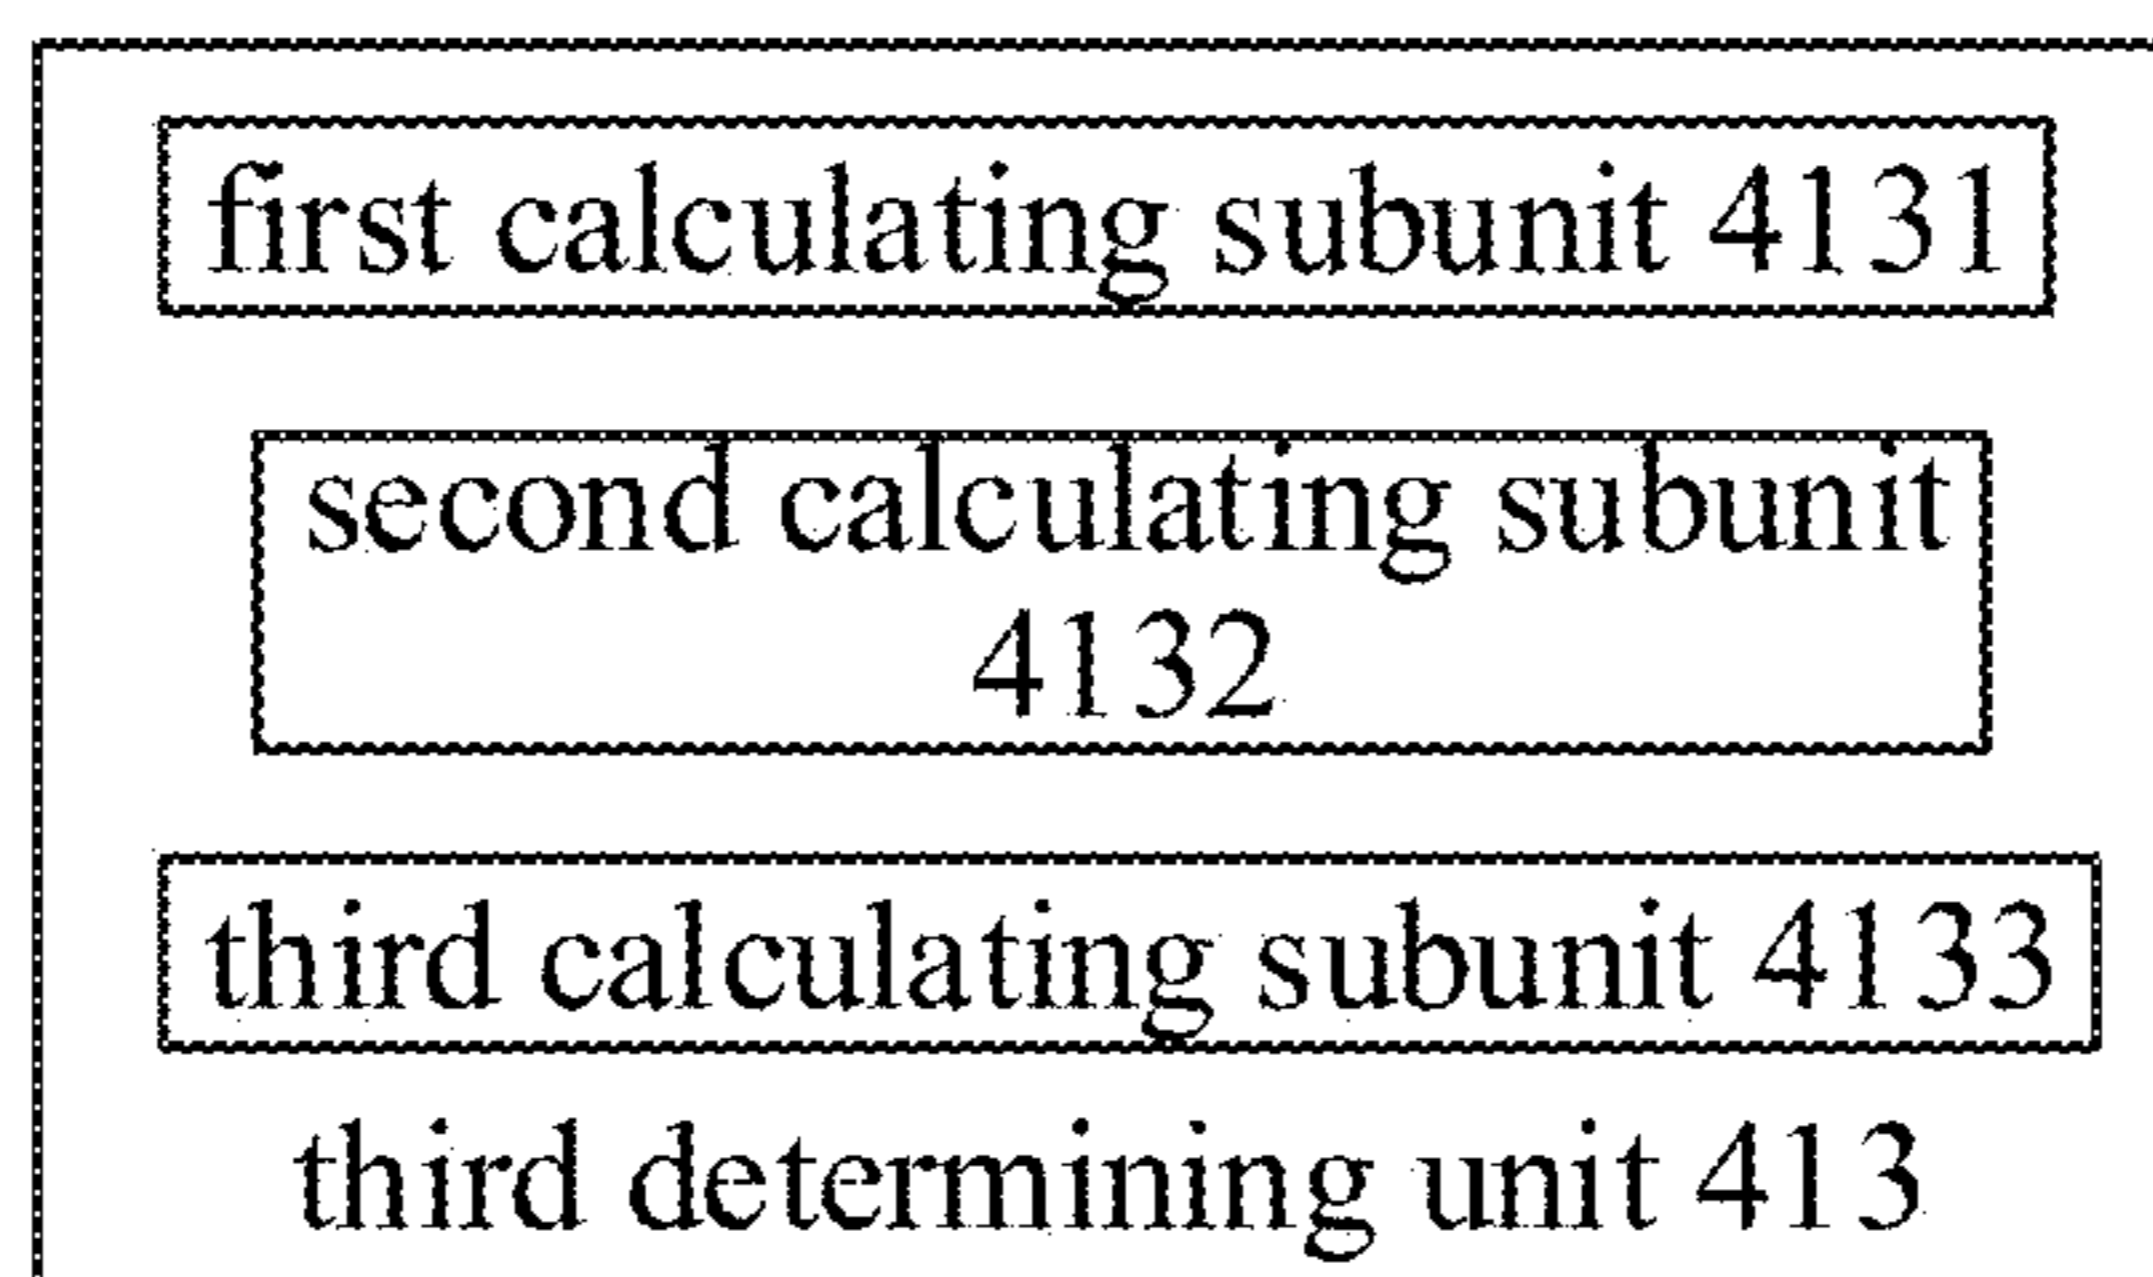 first calculating subunit 4131
second calculating subunit
4132
third calculating subunit 4133
third determining unit 413